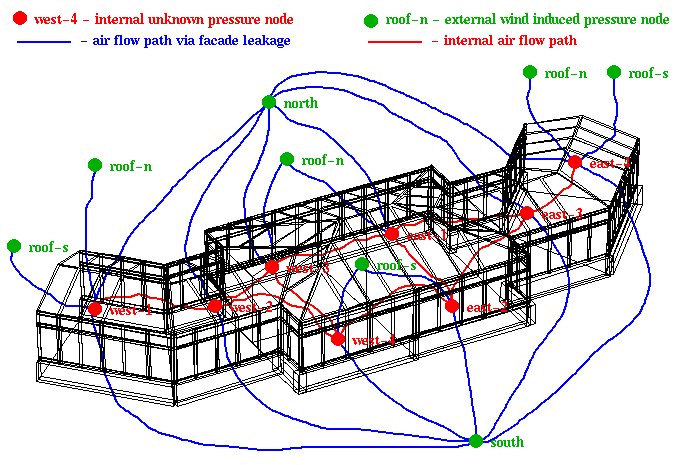 west-4 - internal unknown pressure node
roof-n - external wind induced pressure node
- air flow path via facade leakage
- internal air flow path
roof-n
roof-s
north
roof-n
roof-n
east-4
east-3
east-1
roof-s
west-3
roof-s
west-1
west-2
east-2
west-4
south